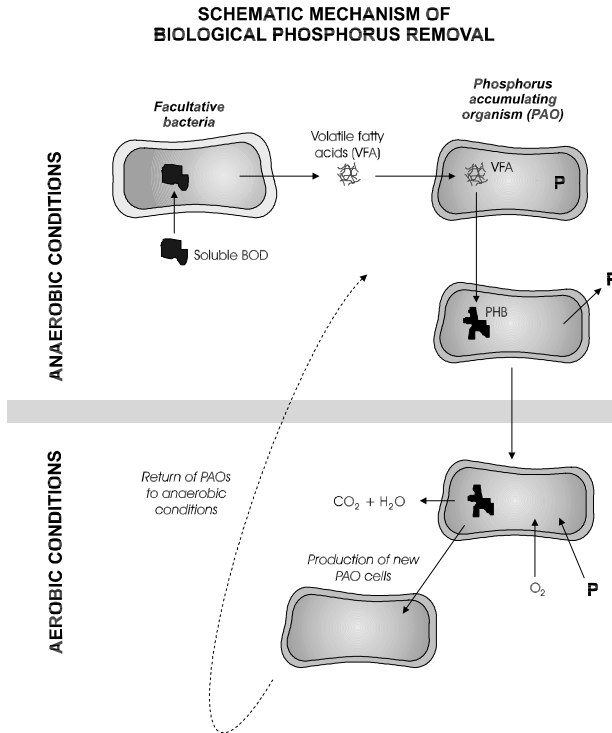 SCHEMATIC MECHANISM OF
BIOLOGICAL PHOSPHORUS REMOVAL
Phosphorus
accumulating
organism (PAO)
Facultative
bacteria
Volatile fatty
acids (VFA)
VFA
P
Soluble BOD
ANAEROBIC CONDITIONS
P
PHB
AEROBIC CONDITIONS
Return of PAOs
to anaerobic
conditions
CO₂ + H₂O
Production of new
PAO cells
O₂
P